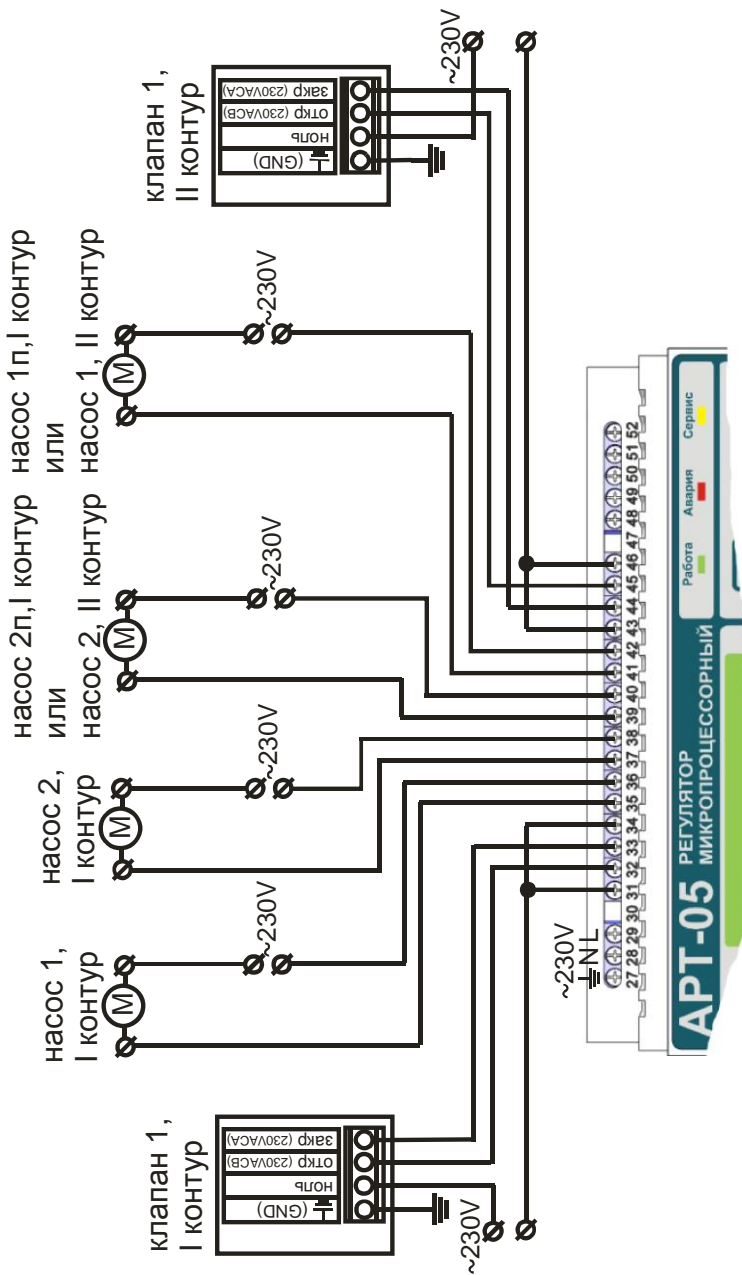 клапан 1,
I контур
насос 1,
I контур
насос 2,
I контур
насос 2п,I контур
или
насос 2, II контур
насос 1п,I контур
или
насос 1, II контур
клапан 1,
II контур
(GND)
ноль
откр (230VACB)
закр (230VACA)
(GND)
ноль
откр (230VACB)
закр (230VACA)
M
M
M
M
~230V
~230V
~230V
~230V
~230V
~230V
~230V
N L
27 28 29 30 31 32 33 34 35 36 37 38 39 40 41 42 43 44 45 46 47 48 49 50 51 52
АРТ-05 РЕГУЛЯТОР
МИКРОПРОЦЕССОРНЫЙ
Работа Авария Сервис